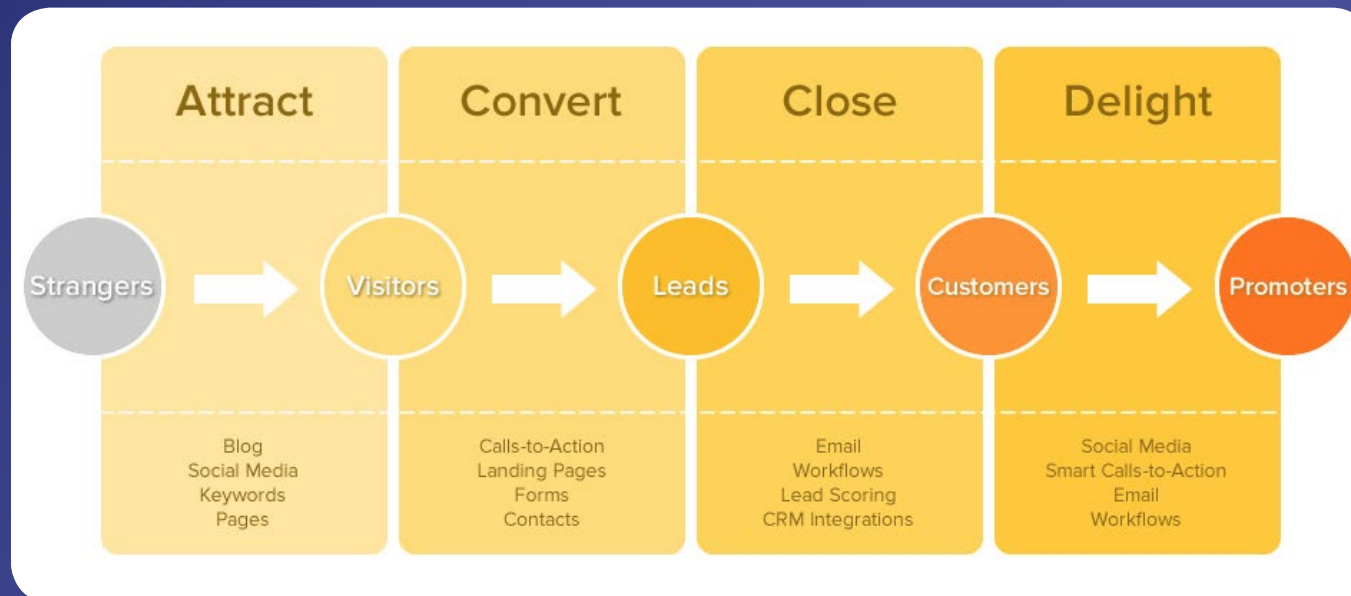 Attract
Convert
Close
Delight
Strangers
Visitors
Leads
Customers
Promoters
Blog
Social Media
Keywords
Pages
Calls-to-Action
Landing Pages
Forms
Contacts
Email
Workflows
Lead Scoring
CRM Integrations
Social Media
Smart Calls-to-Action
Email
Workflows